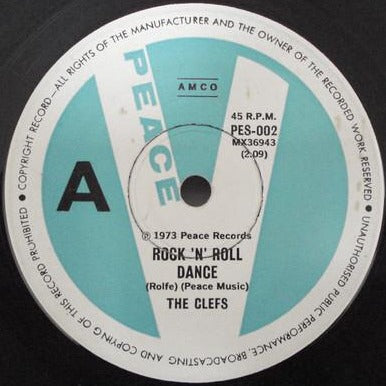 • COPYRIGHT RECORD—ALL RIGHTS OF THE MANUFACTURER AND THE OWNER OF THE RECORDED WORK RESERVED • UNAUTHORISED PUBLIC PERFORMANCE, BROADCASTING AND COPYING OF THIS RECORD PROHIBITED
PEACE
AMCO
45 R.P.M.
PES-002
MX36943
(2.09)
A
℗ 1973 Peace Records
ROCK 'N' ROLL
DANCE
(Rolfe) (Peace Music)
THE CLEFS